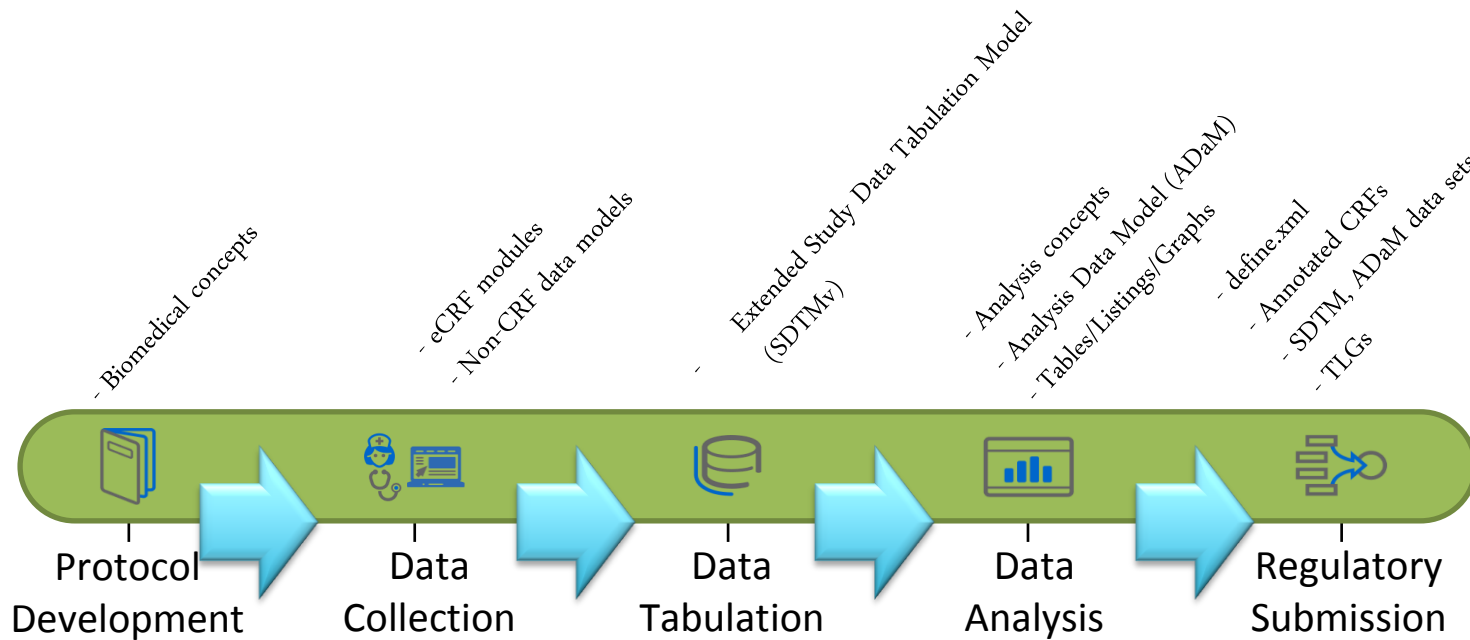 - Biomedical concepts
- eCRF modules
- Non-CRF data models
- Extended Study Data Tabulation Model
(SDTMv)
- Analysis concepts
- Analysis Data Model (ADaM)
- Tables/Listings/Graphs
- define.xml
- Annotated CRFs
- SDTM, ADaM data sets
- TLGs
Protocol
Development
Data
Collection
Data
Tabulation
Data
Analysis
Regulatory
Submission